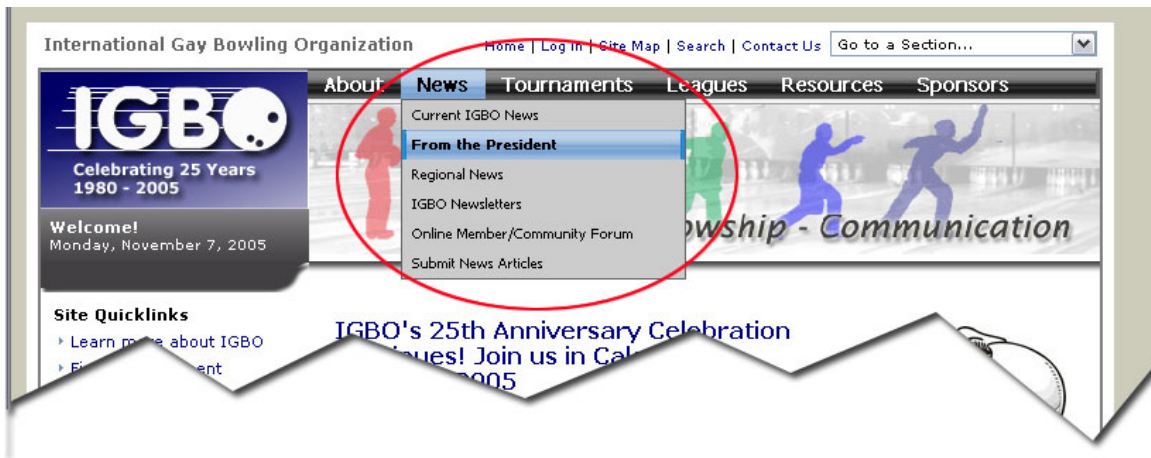 International Gay Bowling Organization
Home | Log In | Site Map | Search | Contact Us
Go to a Section...
IGBO
Celebrating 25 Years
1980 - 2005
About News Tournaments Leagues Resources Sponsors
Current IGBO News
From the President
Regional News
IGBO Newsletters
Online Member/Community Forum
Submit News Articles
- Communication
Welcome!
Monday, November 7, 2005
Site Quicklinks
Learn more about IGBO
IGBO's 25th Anniversary Celebration
Join us in